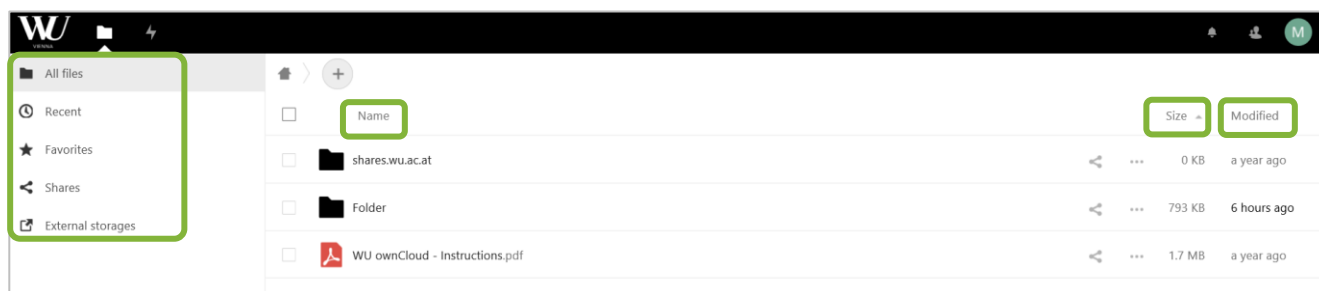 WU
VIENNA
M
All files
Recent
Favorites
Shares
External storages
Name Size Modified
shares.wu.ac.at 0 KB a year ago
Folder 793 KB 6 hours ago
WU ownCloud - Instructions.pdf 1.7 MB a year ago